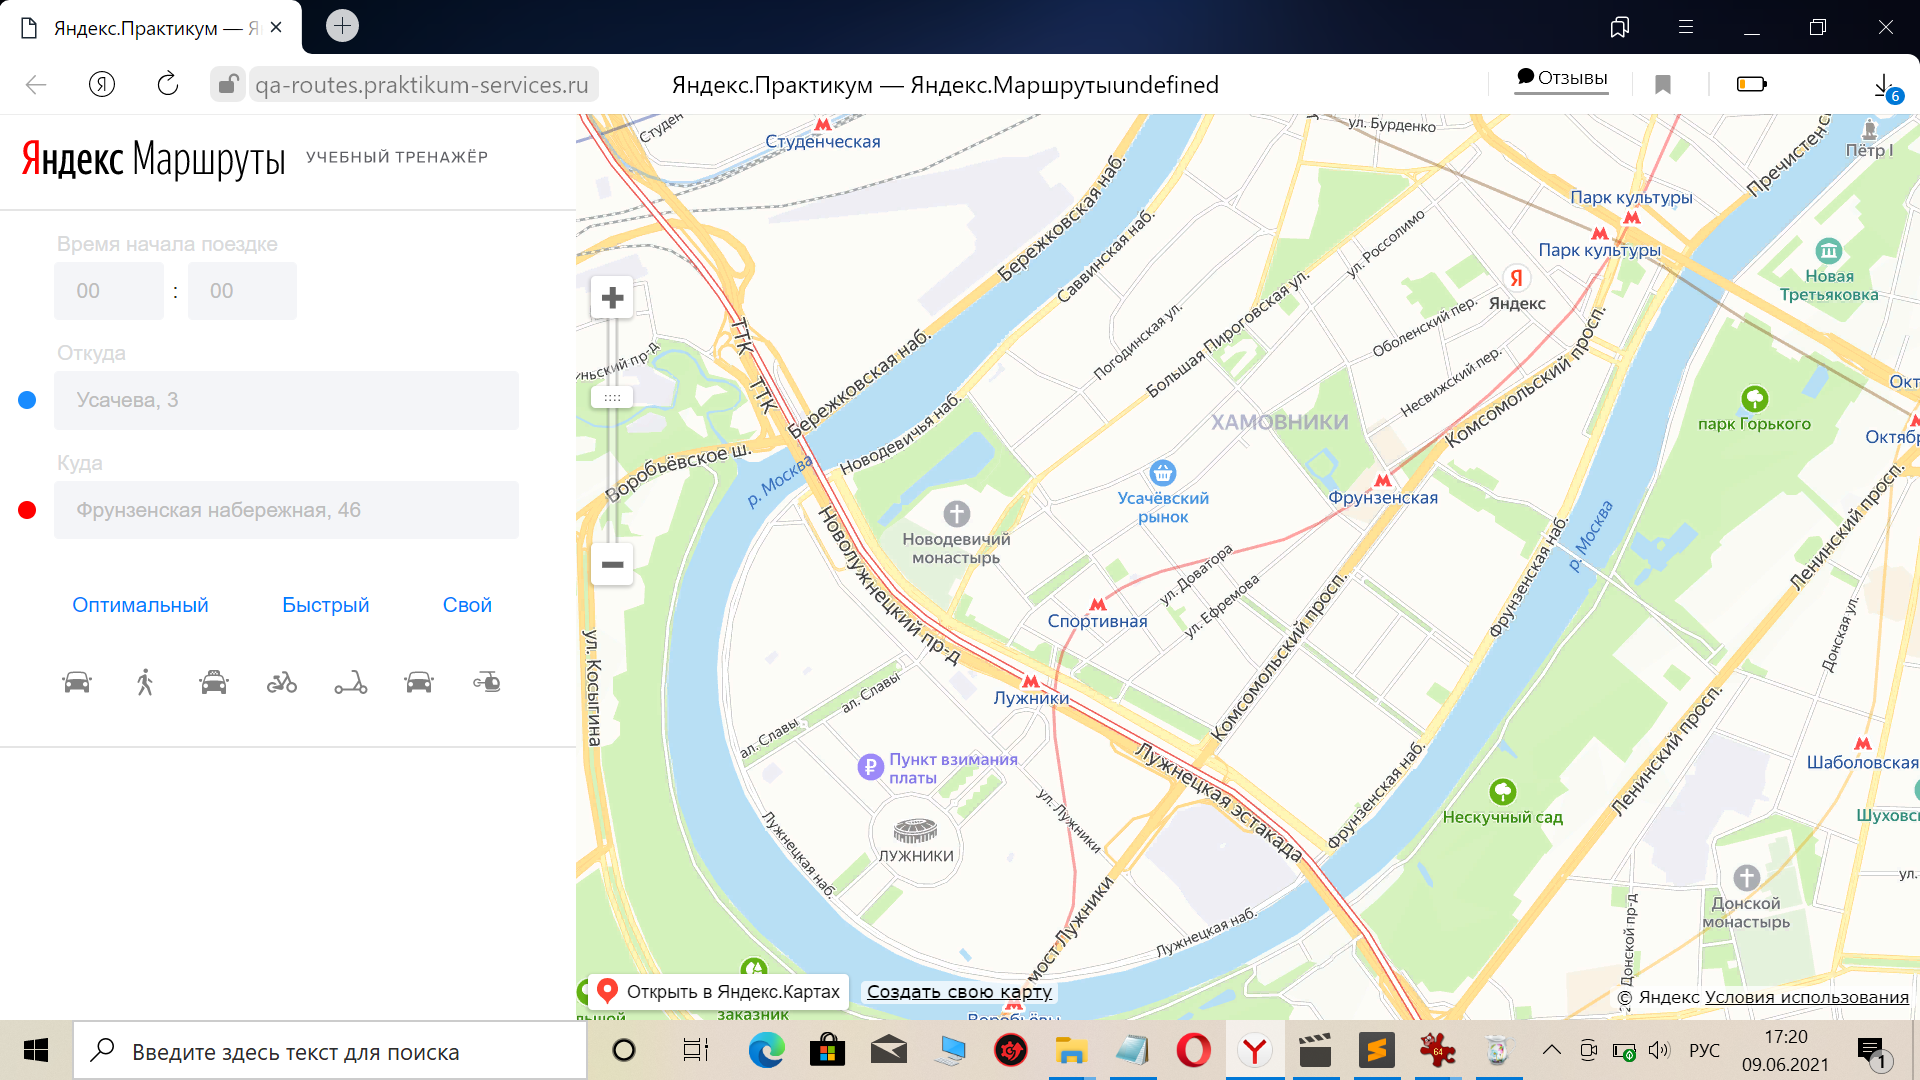 Яндекс.Практикум — Я
qa-routes.praktikum-services.ru
Яндекс.Практикум — Яндекс.Маршрутыundefined
Отзывы
6
Яндекс Маршруты
УЧЕБНЫЙ ТРЕНАЖЁР
Время начала поездке
00 : 00
Откуда
Усачева, 3
Куда
Фрунзенская набережная, 46
Оптимальный
Быстрый
Свой
Студен
Студенческая
ул. Бурденко
Пречистен
Пётр I
Парк культуры
Парк культуры
Бережковская наб.
Саввинская наб.
ул. Россолимо
Новая
Третьяковка
Я
Яндекс
ТТК
ТТК
Погодинская ул.
Большая Пироговская ул.
Оболенский пер.
Несвижский пер.
Комсомольский просп.
Бережковская наб.
Новодевичья наб.
Воробьёвское ш.
р. Москва
ХАМОВНИКИ
парк Горького
Окт
Октябр
Усачёвский
рынок
Фрунзенская
Новодевичий
монастырь
Новолужнецкий пр-д
ул. Доватора
ул. Ефремова
Спортивная
Комсомольский просп.
Фрунзенская наб.
р. Москва
Ленинский просп.
Донская ул.
ул. Косыгина
Лужники
ал. Славы
ал. Славы
Пункт взимания
платы
Лужнецкая эстакада
Фрунзенская наб.
Ленинский просп.
Шаболовская
Шуховс
Нескучный сад
ул. Лужники
Лужнецкая наб.
ЛУЖНИКИ
мост Лужники
Лужнецкая наб.
Донской
монастырь
ул.
Донской пр-д
заказник
Открыть в Яндекс.Картах
Создать свою карту
Воробьёвы
© Яндекс Условия использования
Введите здесь текст для поиска
64
РУС
17:20
09.06.2021
1